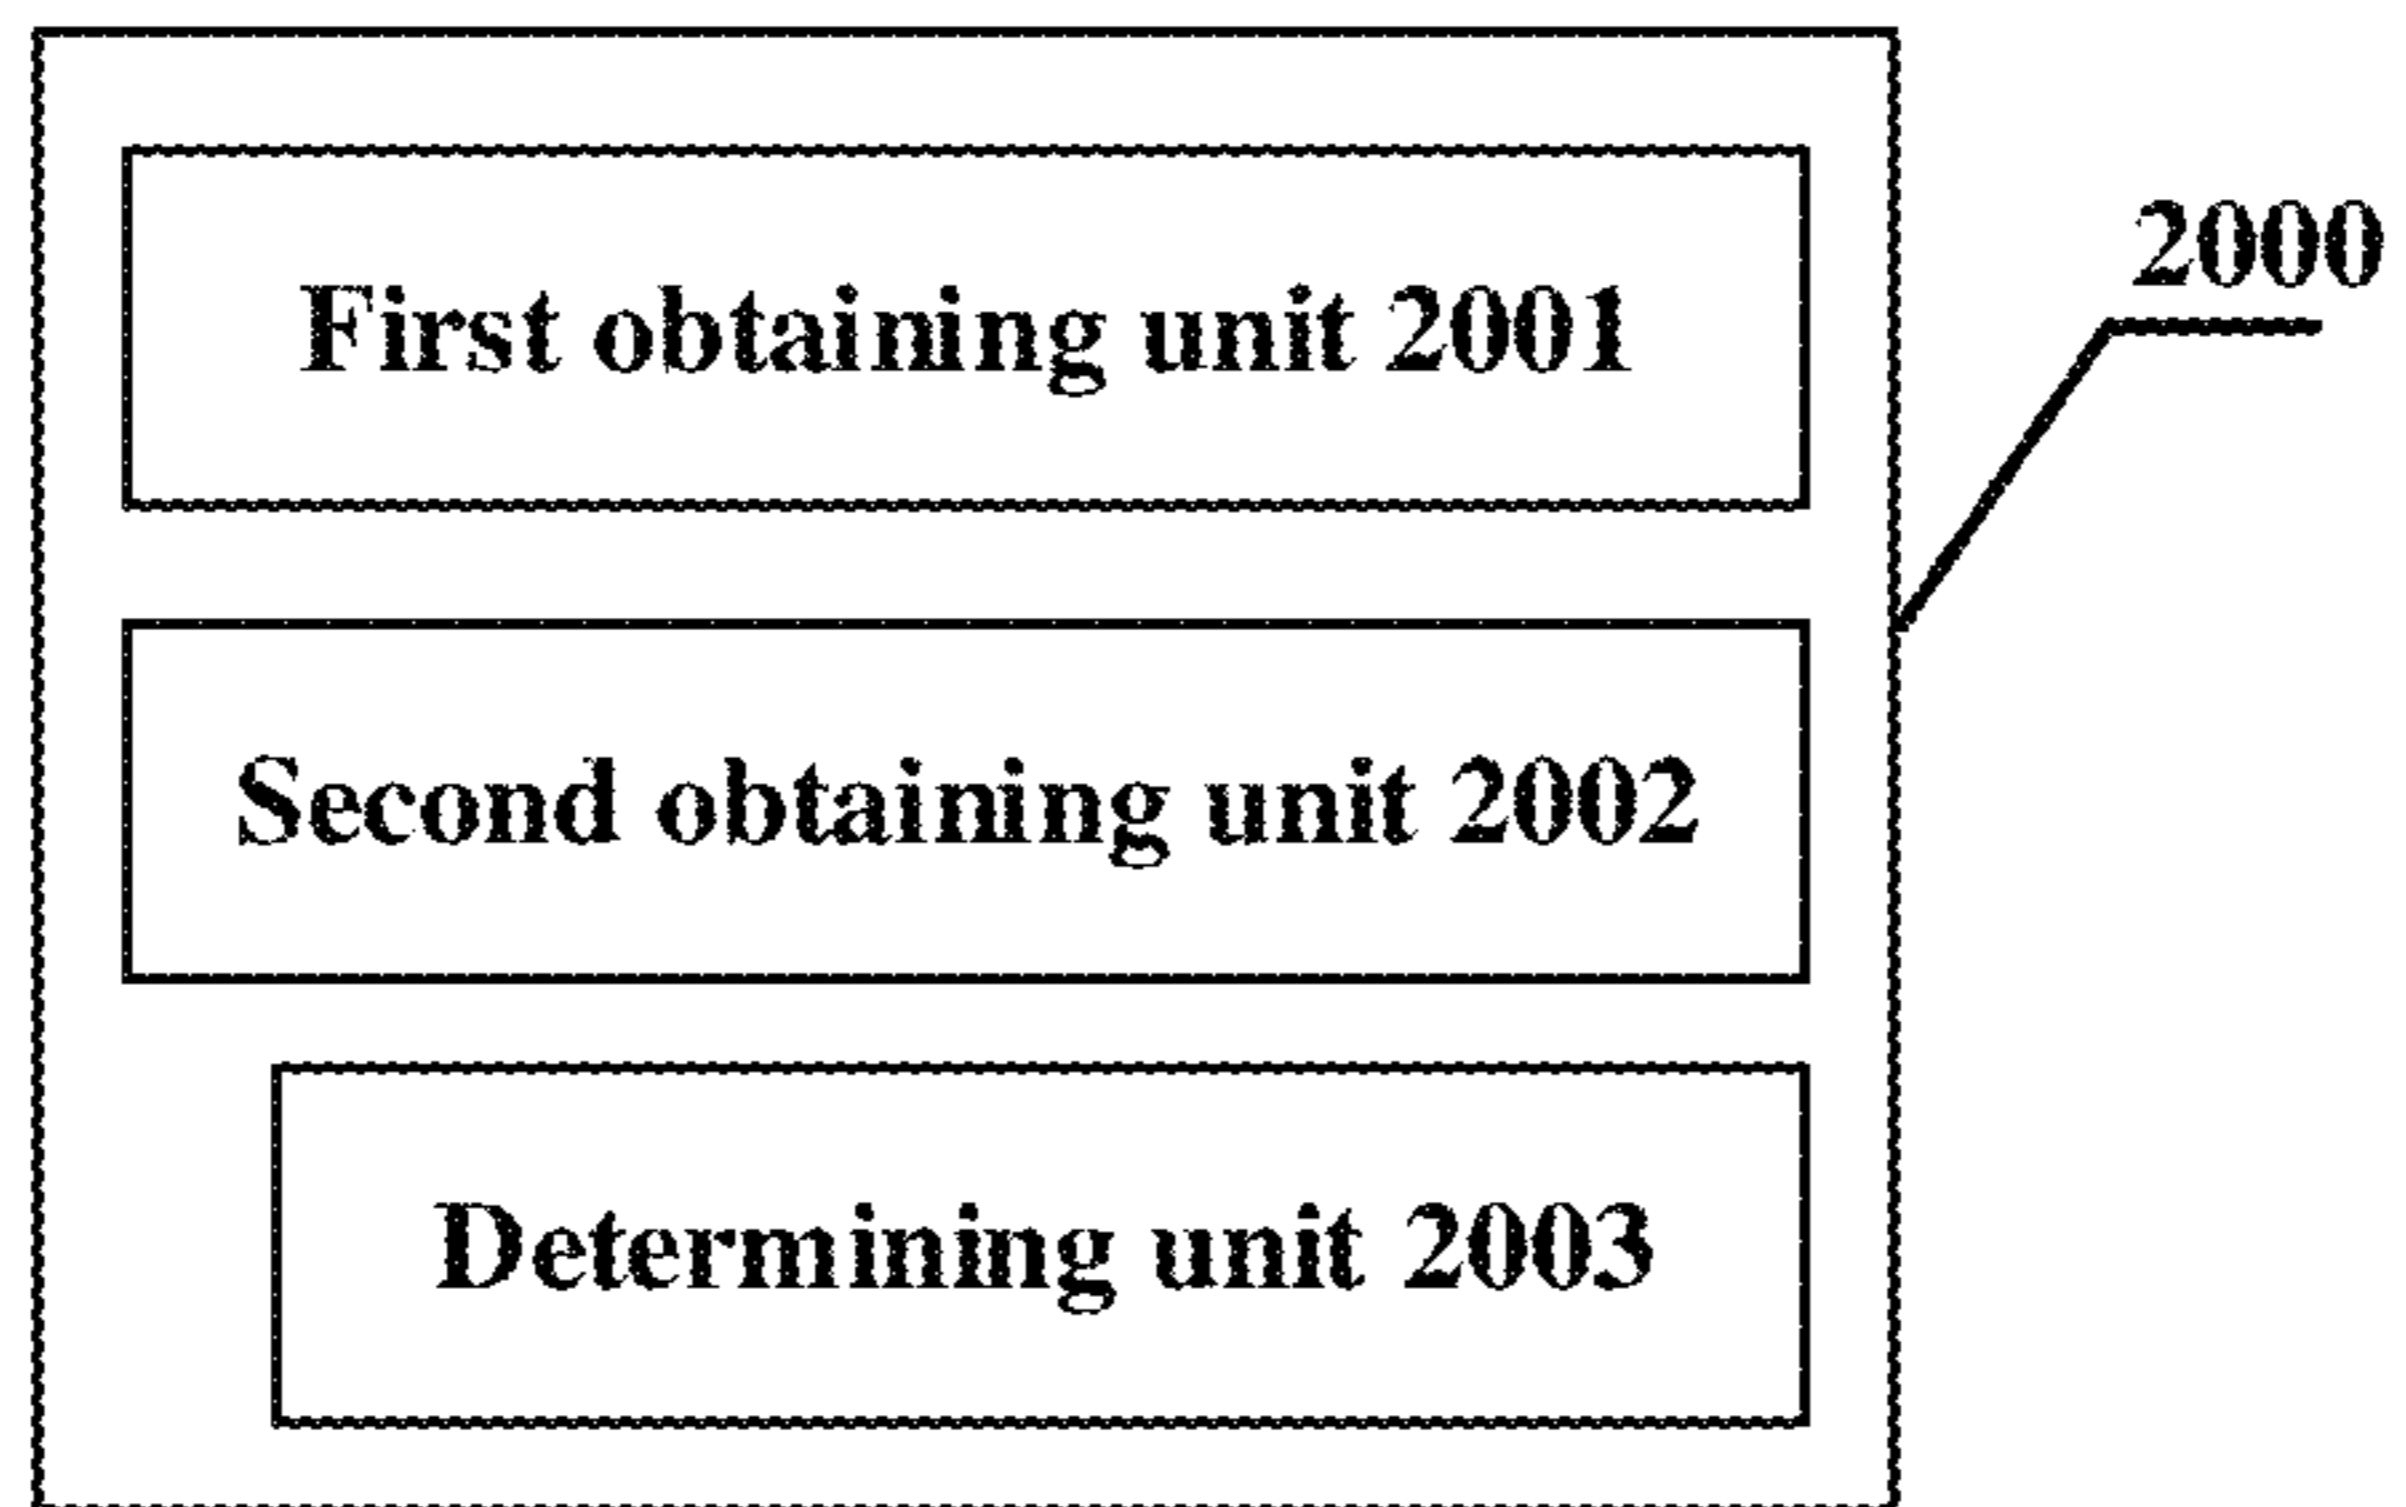 2000
First obtaining unit 2001
Second obtaining unit 2002
Determining unit 2003